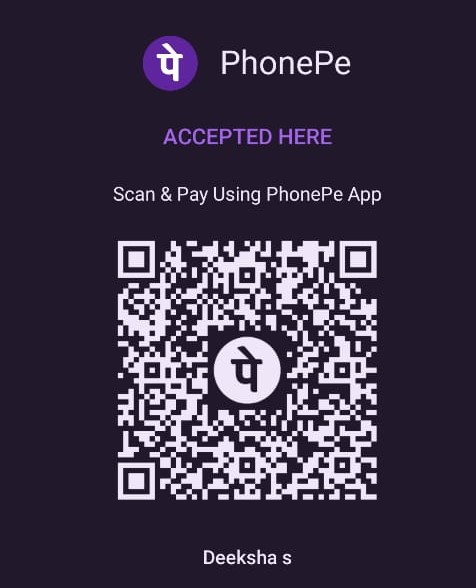 पे PhonePe
ACCEPTED HERE
Scan & Pay Using PhonePe App
पे
Deeksha s